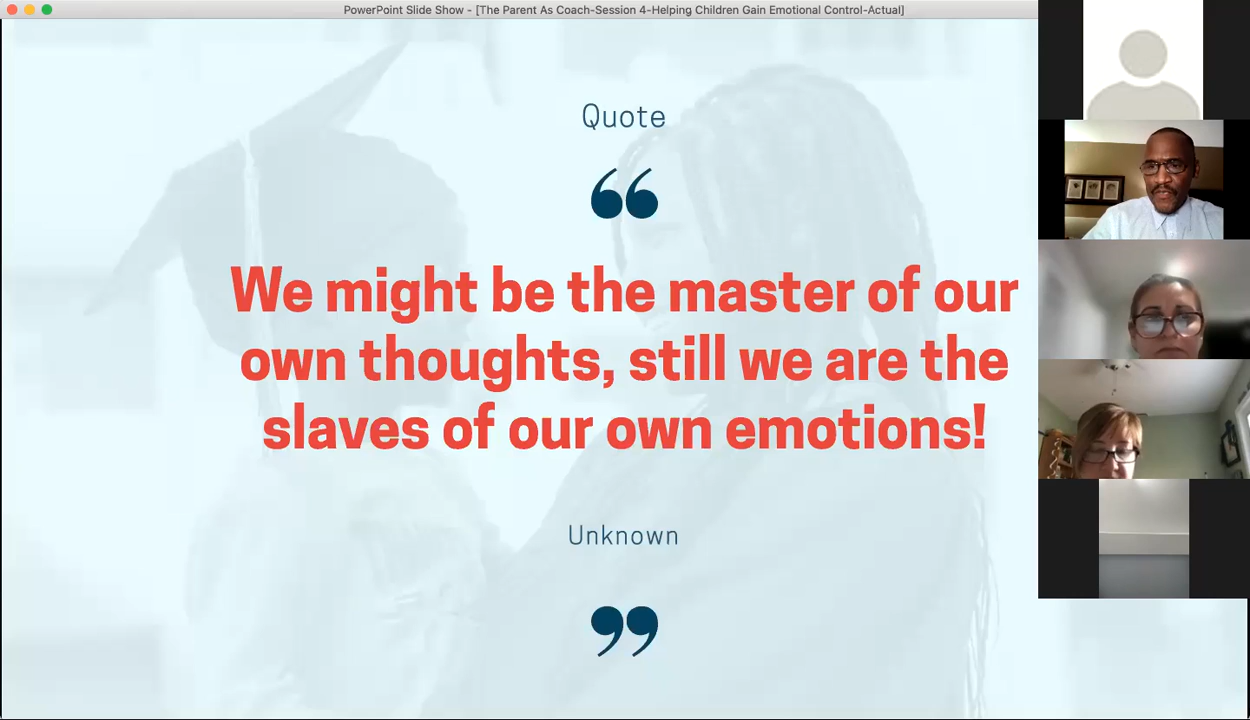 PowerPoint Slide Show - [The Parent As Coach-Session 4-Helping Children Gain Emotional Control-Actual]
Quote
“
We might be the master of our
own thoughts, still we are the
slaves of our own emotions!
Unknown
”